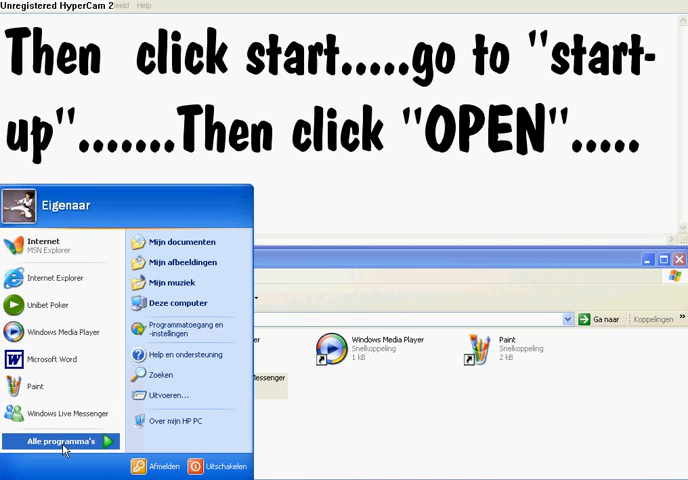 Unregistered HyperCam 2
Beeld Help
Then click start.....go to "start-
up".......Then click "OPEN".....
Eigenaar
Internet
MSN Explorer
Internet Explorer
Unibet Poker
Windows Media Player
Microsoft Word
Paint
Windows Live Messenger
Alle programma's
Mijn documenten
Mijn afbeeldingen
Mijn muziek
Deze computer
Programmatoegang en
-instellingen
Help en ondersteuning
Zoeken
Uitvoeren...
Over mijn HP PC
Afmelden
Uitschakelen
Ga naar
Koppelingen
Windows Media Player
Snelkoppeling
1 kB
Paint
Snelkoppeling
2 kB
Messenger